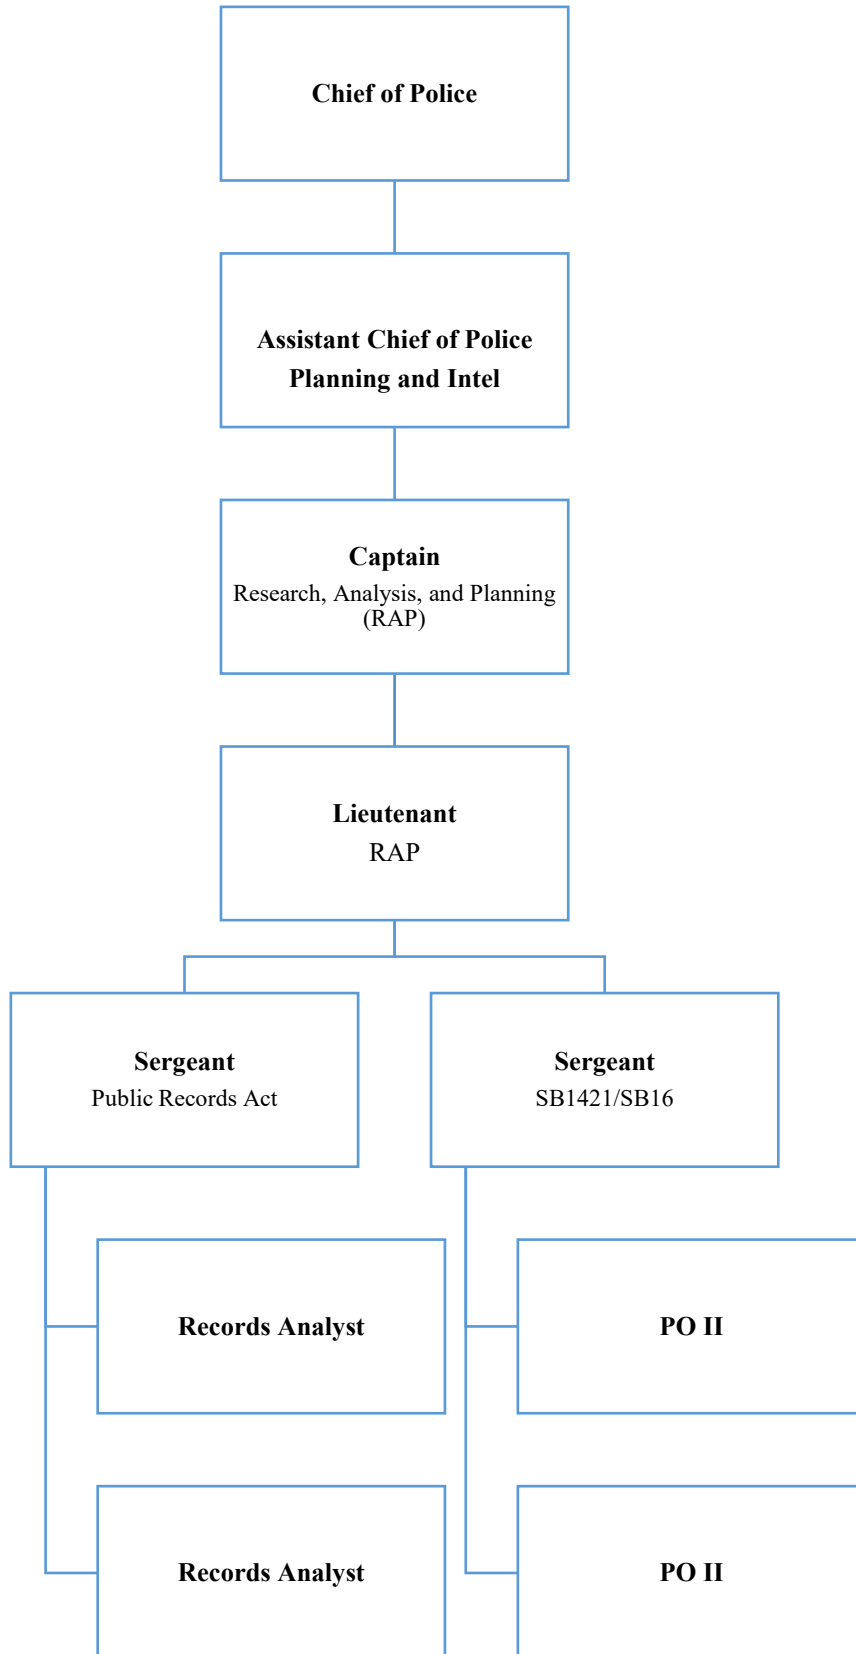 Chief of Police
Assistant Chief of Police
Planning and Intel
Captain
Research, Analysis, and Planning
(RAP)
Lieutenant
RAP
Sergeant
Public Records Act
Sergeant
SB1421/SB16
Records Analyst
PO II
Records Analyst
PO II